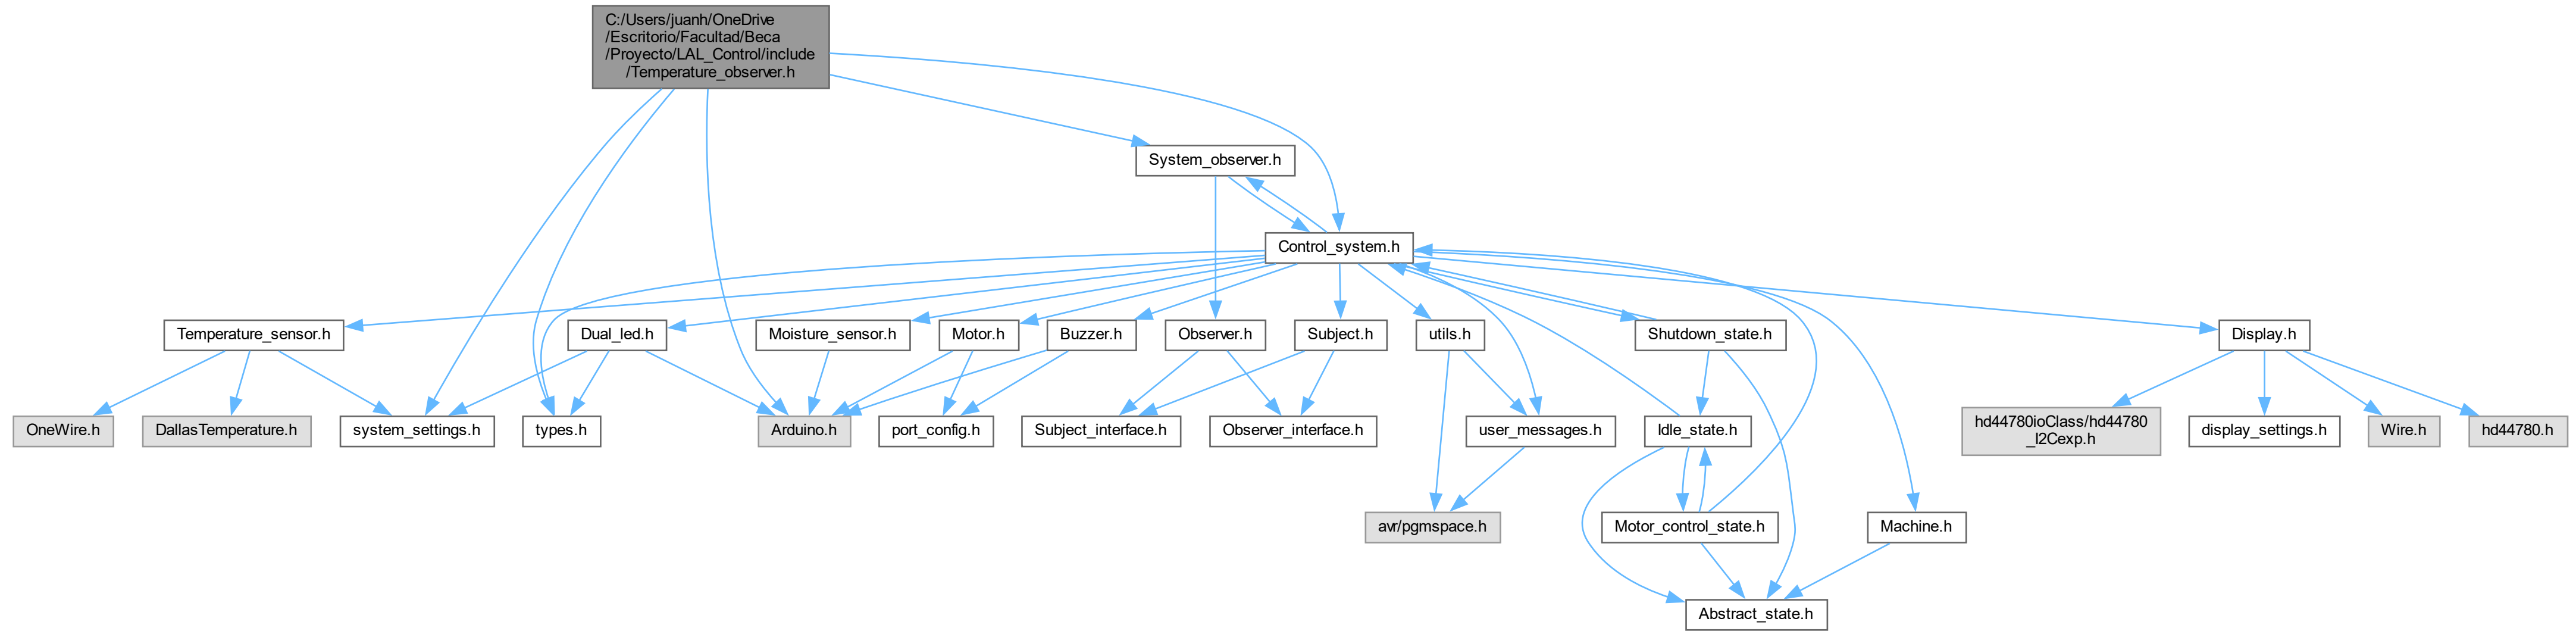 C:/Users/juanh/OneDrive
/Escritorio/Facultad/Beca
/Proyecto/LAL_Control/include
/Temperature_observer.h
System_observer.h
Control_system.h
Temperature_sensor.h
Dual_led.h
Moisture_sensor.h
Motor.h
Buzzer.h
Observer.h
Subject.h
utils.h
Shutdown_state.h
Display.h
OneWire.h
DallasTemperature.h
system_settings.h
types.h
Arduino.h
port_config.h
Subject_interface.h
Observer_interface.h
user_messages.h
Idle_state.h
hd44780ioClass/hd44780
_I2Cexp.h
display_settings.h
Wire.h
hd44780.h
avr/pgmspace.h
Motor_control_state.h
Machine.h
Abstract_state.h